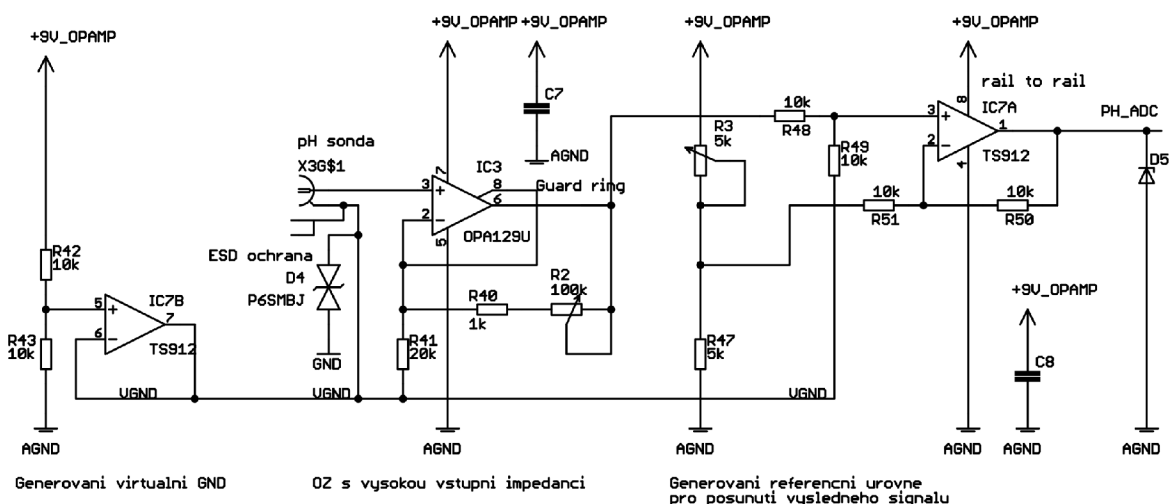 +9V_OPAMP
+9V_OPAMP
+9V_OPAMP
+9V_OPAMP
+9V_OPAMP
C7
AGND
rail to rail
10k
R48
3
8
IC7A
1
PH_ADC
2
4
TS912
D5
R3
5k
R49
10k
pH sonda
X3G$1
7
IC3
3
8
Guard ring
6
2
5
OPA129U
10k
R51
10k
R50
ESD ochrana
D4
P6SMBJ
R42
10k
R2
100k
R40
1k
+9V_OPAMP
5
IC7B
7
6
TS912
R43
10k
GND
R41
20k
R47
5k
C8
VGND
VGND
VGND
AGND
AGND
AGND
AGND
AGND
AGND
Generovani virtualni GND
OZ s vysokou vstupni impedanci
Generovani referencni urovne
pro posunuti vysledneho signalu